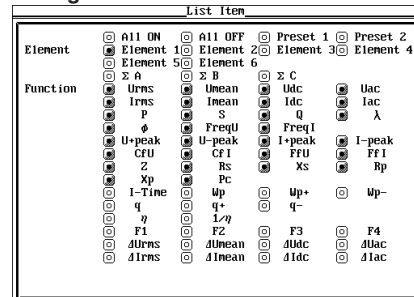 List Item
All ON All OFF Preset 1 Preset 2
Element Element 1 Element 2 Element 3 Element 4
Element 5 Element 6
Σ A Σ B Σ C
Function Urms Umean Udc Uac
Irms Imean Idc Iac
P S Q λ
ϕ FreqU FreqI
U+peak U-peak I+peak I-peak
CfU CfI FfU FfI
Z Rs Xs Rp
Xp Pc
I-Time Wp Wp+ Wp-
q q+ q-
η 1/η
F1 F2 F3 F4
ΔUrms ΔUmean ΔUdc ΔUac
ΔIrms ΔImean ΔIdc ΔIac